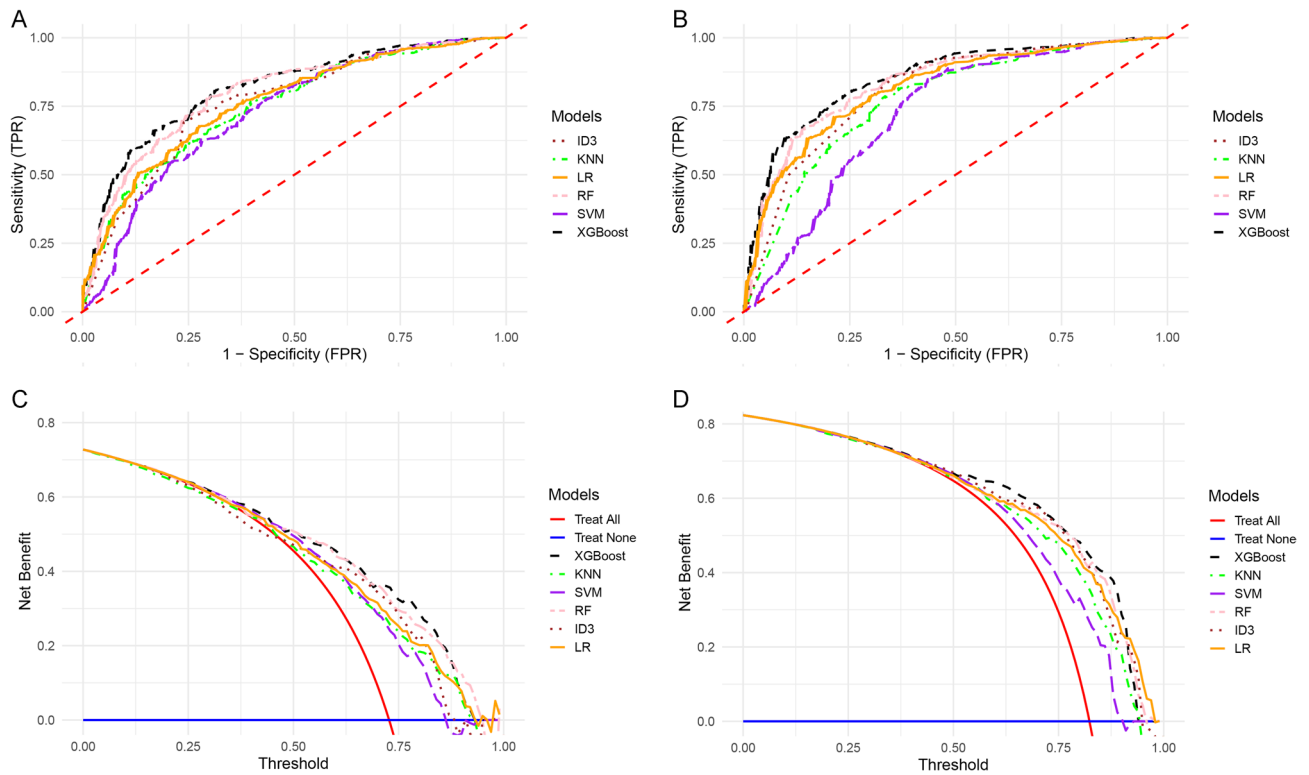 A
1.00
0.75
0.50
0.25
0.00
Sensitivity (TPR)
0.00 0.25 0.50 0.75 1.00
1 − Specificity (FPR)
Models
ID3
KNN
LR
RF
SVM
XGBoost
B
1.00
0.75
0.50
0.25
0.00
Sensitivity (TPR)
0.00 0.25 0.50 0.75 1.00
1 − Specificity (FPR)
Models
ID3
KNN
LR
RF
SVM
XGBoost
C
0.8
0.6
0.4
0.2
0.0
Net Benefit
0.00 0.25 0.50 0.75 1.00
Threshold
Models
Treat All
Treat None
XGBoost
KNN
SVM
RF
ID3
LR
D
0.8
0.6
0.4
0.2
0.0
Net Benefit
0.00 0.25 0.50 0.75 1.00
Threshold
Models
Treat All
Treat None
XGBoost
KNN
SVM
RF
ID3
LR